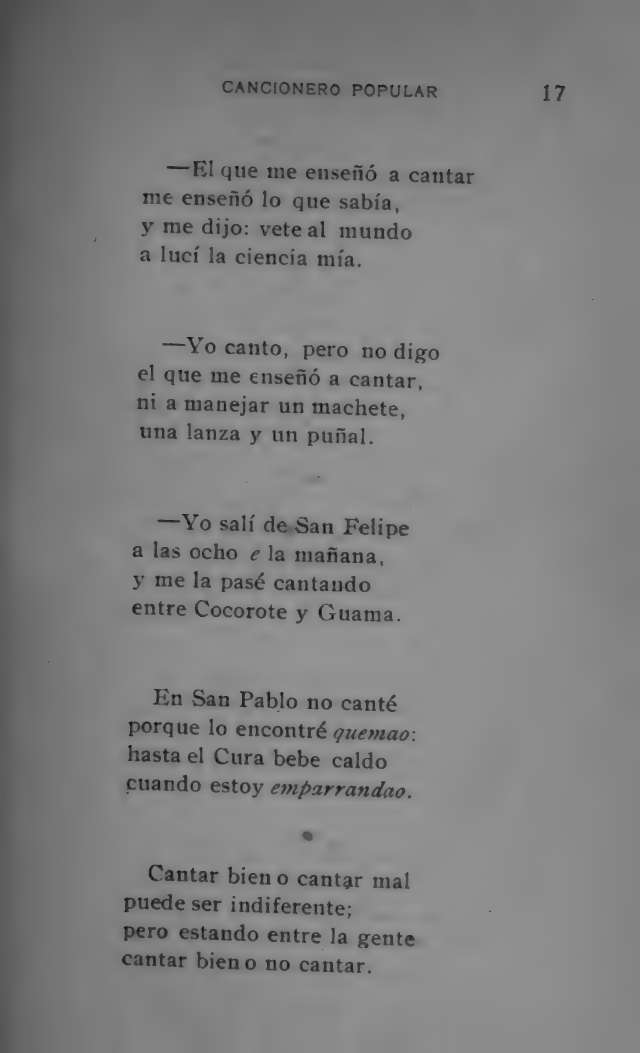 CANCIONERO POPULAR 17
—El que me enseñó a cantar
me enseñó lo que sabía,
y me dijo: vete al mundo
a lucí la ciencia mía.
—Yo canto, pero no digo
el que me enseñó a cantar,
ni a manejar un machete,
una lanza y un puñal.
—Yo salí de San Felipe
a las ocho e la mañana,
y me la pasé cantando
entre Cocorote y Guama.
En San Pablo no canté
porque lo encontré quemao:
hasta el Cura bebe caldo
cuando estoy emparrandao.
Cantar bien o cantar mal
puede ser indiferente;
pero estando entre la gente
cantar bien o no cantar.